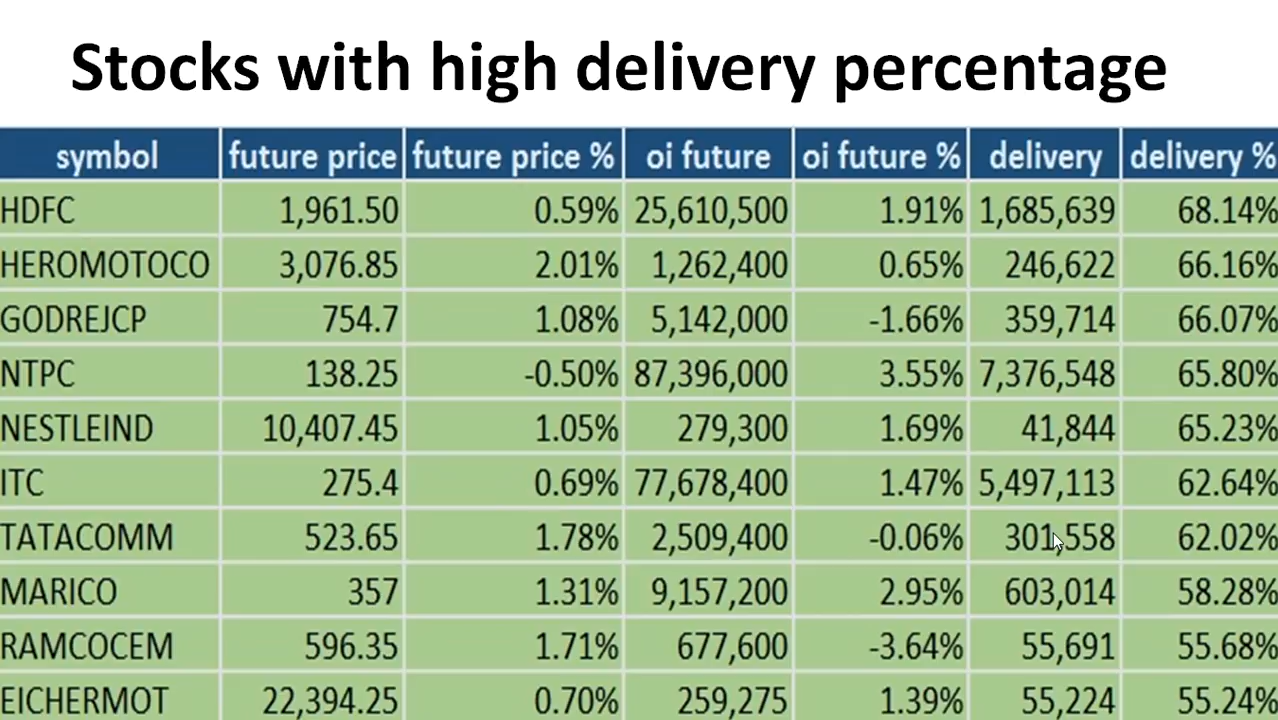 Stocks with high delivery percentage
symbol future price future price % oi future oi future % delivery delivery %
HDFC 1,961.50 0.59% 25,610,500 1.91% 1,685,639 68.14%
HEROMOTOCO 3,076.85 2.01% 1,262,400 0.65% 246,622 66.16%
GODREJCP 754.7 1.08% 5,142,000 -1.66% 359,714 66.07%
NTPC 138.25 -0.50% 87,396,000 3.55% 7,376,548 65.80%
NESTLEIND 10,407.45 1.05% 279,300 1.69% 41,844 65.23%
ITC 275.4 0.69% 77,678,400 1.47% 5,497,113 62.64%
TATACOMM 523.65 1.78% 2,509,400 -0.06% 301,558 62.02%
MARICO 357 1.31% 9,157,200 2.95% 603,014 58.28%
RAMCOCEM 596.35 1.71% 677,600 -3.64% 55,691 55.68%
EICHERMOT 22,394.25 0.70% 259,275 1.39% 55,224 55.24%